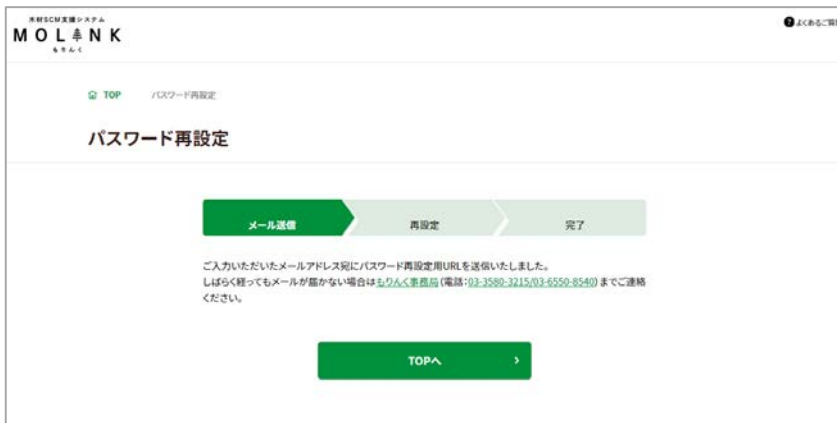 木材SCM支援システム
MOLINK
もりんく
?よくあるご質
TOP パスワード再設定
パスワード再設定
メール送信 再設定 完了
ご入力いただいたメールアドレス宛にパスワード再設定用URLを送信いたしました。
しばらく経ってもメールが届かない場合はもりんく事務局(電話:03-3580-3215/03-6550-8540)までご連絡
ください。
TOPへ